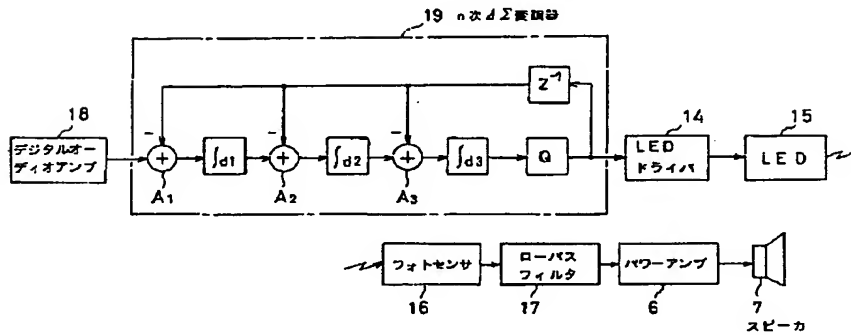 19 n次dΣ変調器
18
デジタルオー
ディオアンプ
−
−
−
Z⁻¹
+
∫d1
+
∫d2
+
∫d3
Q
A1
A2
A3
14
LED
ドライバ
15
LED
フォトセンサ
16
ローパス
フィルタ
17
パワーアンプ
6
7
スピーカ